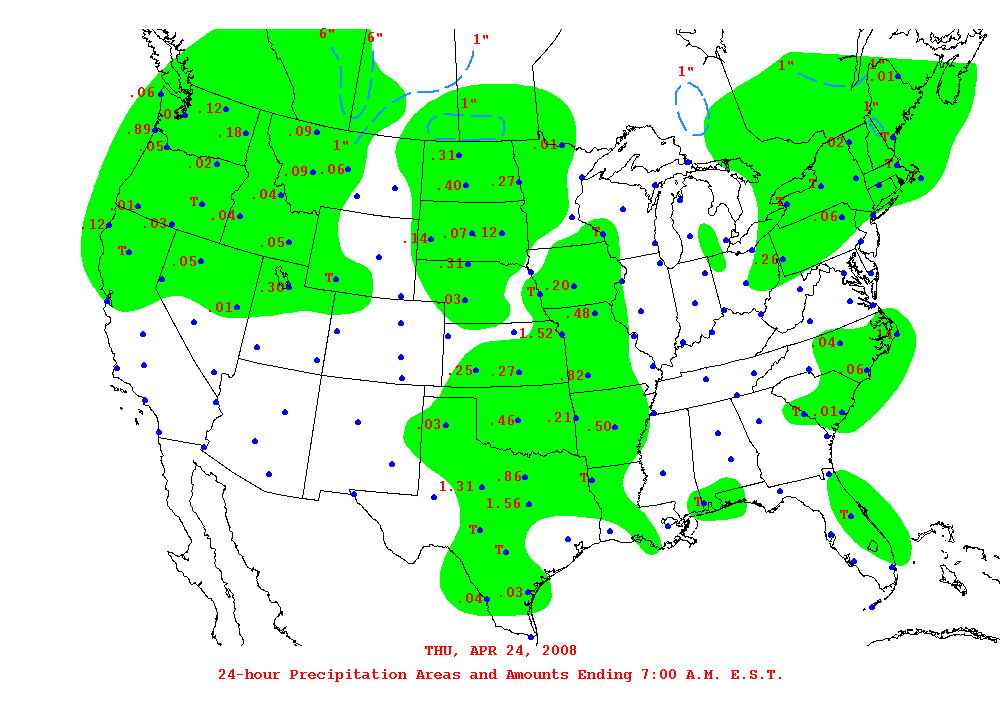 6" 6" 1"
1" 1" 1"
.06 1" .01
.01 .12 1"
.89 .18 .09 1" .01 T
.05 .31 .02
.02 .09 .06 T
.04 .40 .27 T
.01 T .04 T
.12 .03 .14 .07 .12 T .06
T .05
.05 .31 .26
.30 T .20 T
.01 .03 .48
1.52 .14
.04
.25 .27 .82 .06
.03 .46 .21 .50 T .01
1.31 .86 T
1.56 T
T T
T
.04 .03
THU, APR 24, 2008
24-hour Precipitation Areas and Amounts Ending 7:00 A.M. E.S.T.